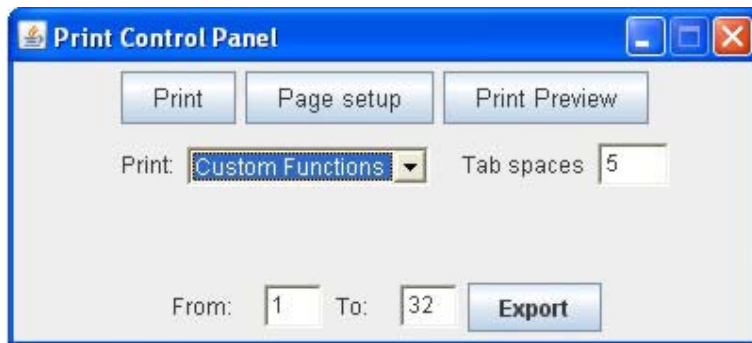 Print Control Panel
Print Page setup Print Preview
Print: Custom Functions Tab spaces 5
From: 1 To: 32 Export